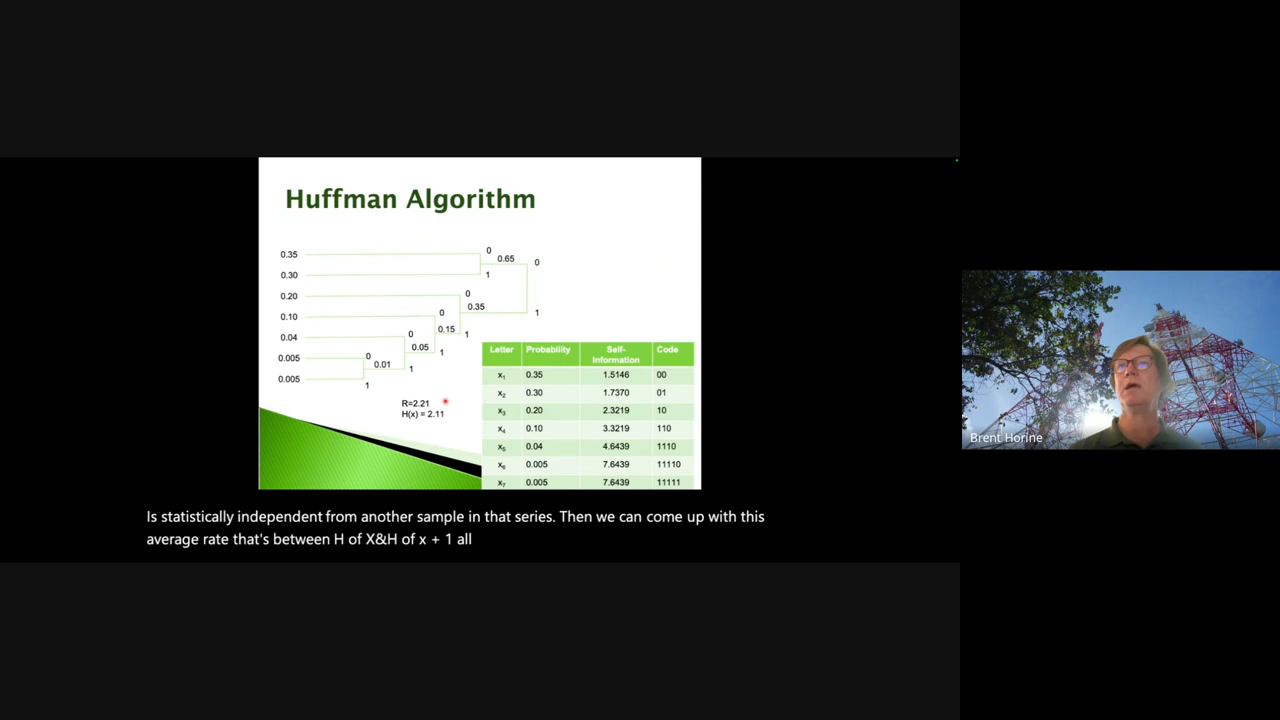 Huffman Algorithm
0.35
0.30
0.20
0.10
0.04
0.005
0.005
0
0.65
1
0
0
0.35
1
0
0.15
1
0
0.05
1
0
0.01
1
1
R=2.21
H(x) = 2.11
Letter Probability Self-Information Code
x₁ 0.35 1.5146 00
x₂ 0.30 1.7370 01
x₃ 0.20 2.3219 10
x₄ 0.10 3.3219 110
x₅ 0.04 4.6439 1110
x₆ 0.005 7.6439 11110
x₇ 0.005 7.6439 11111
Brent Horine
Is statistically independent from another sample in that series. Then we can come up with this
average rate that's between H of X&H of x + 1 all